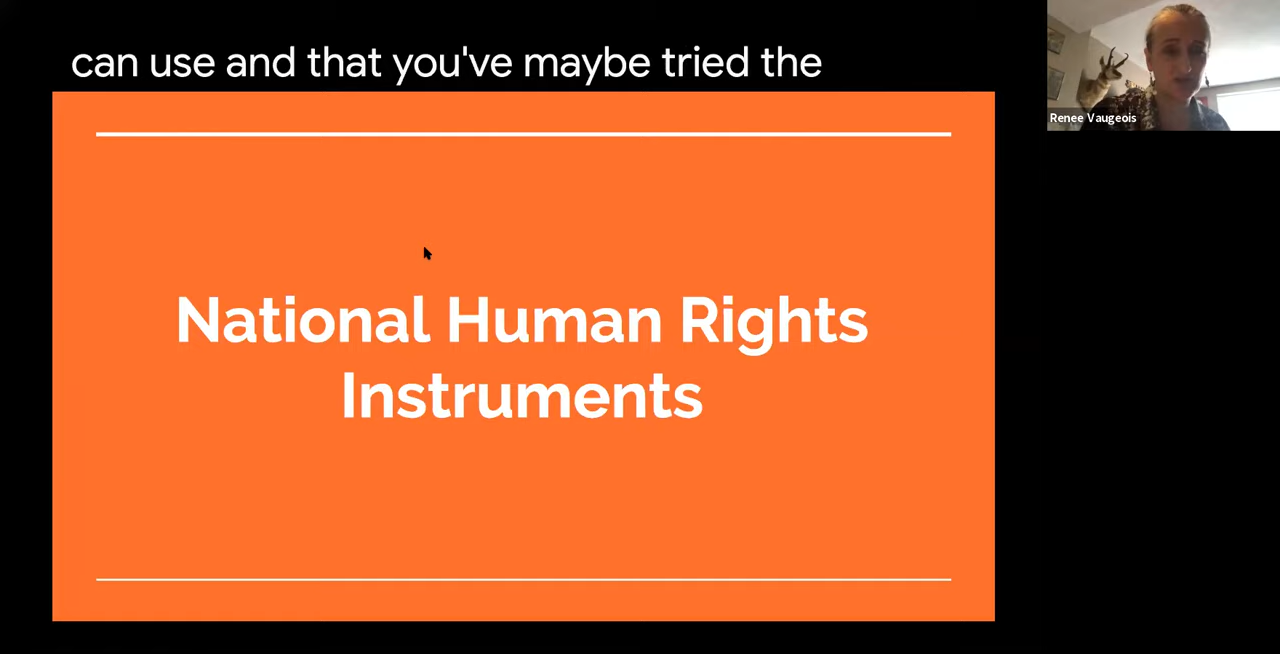 can use and that you've maybe tried the
Renee Vaugeois
National Human Rights
Instruments